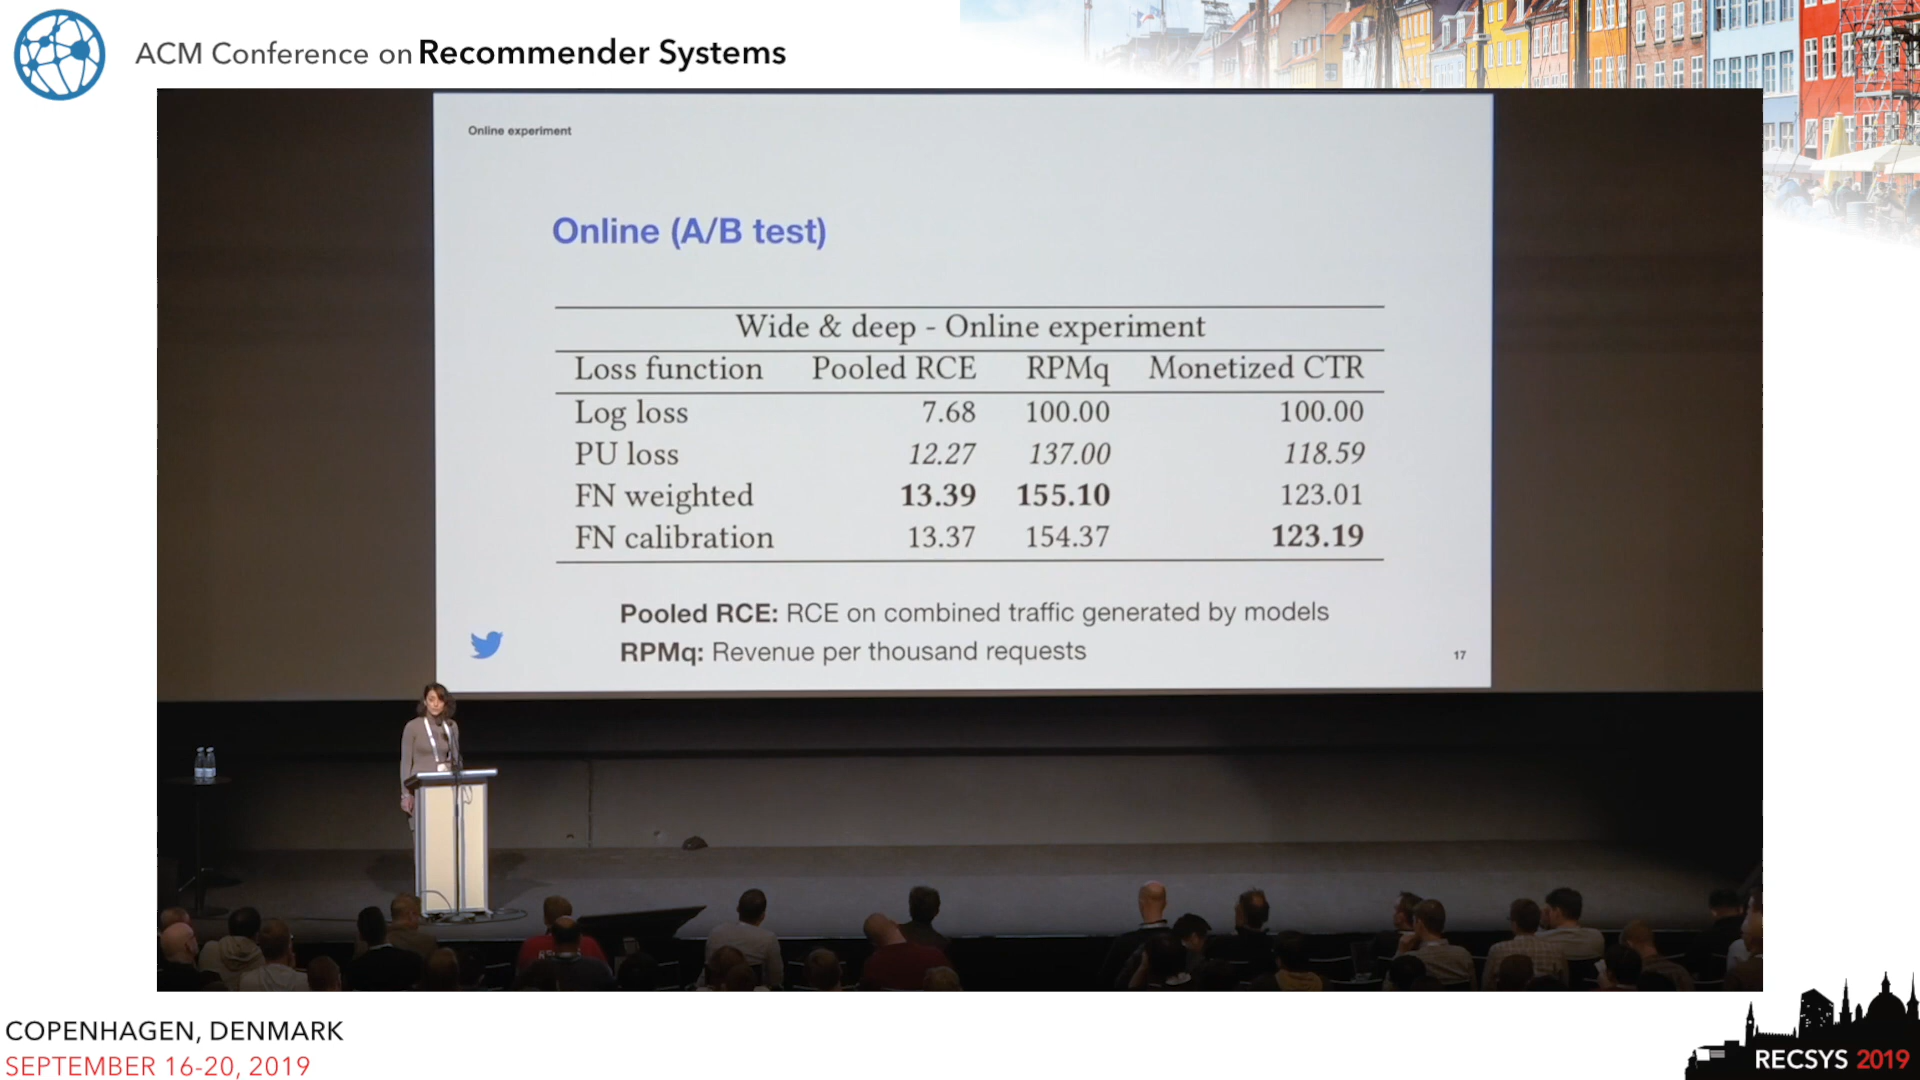 ACM Conference on Recommender Systems
Online experiment
Online (A/B test)
Wide & deep - Online experiment
Loss function Pooled RCE RPMq Monetized CTR
Log loss 7.68 100.00 100.00
PU loss 12.27 137.00 118.59
FN weighted 13.39 155.10 123.01
FN calibration 13.37 154.37 123.19
Pooled RCE: RCE on combined traffic generated by models
RPMq: Revenue per thousand requests
17
COPENHAGEN, DENMARK
SEPTEMBER 16-20, 2019
RECSYS 2019